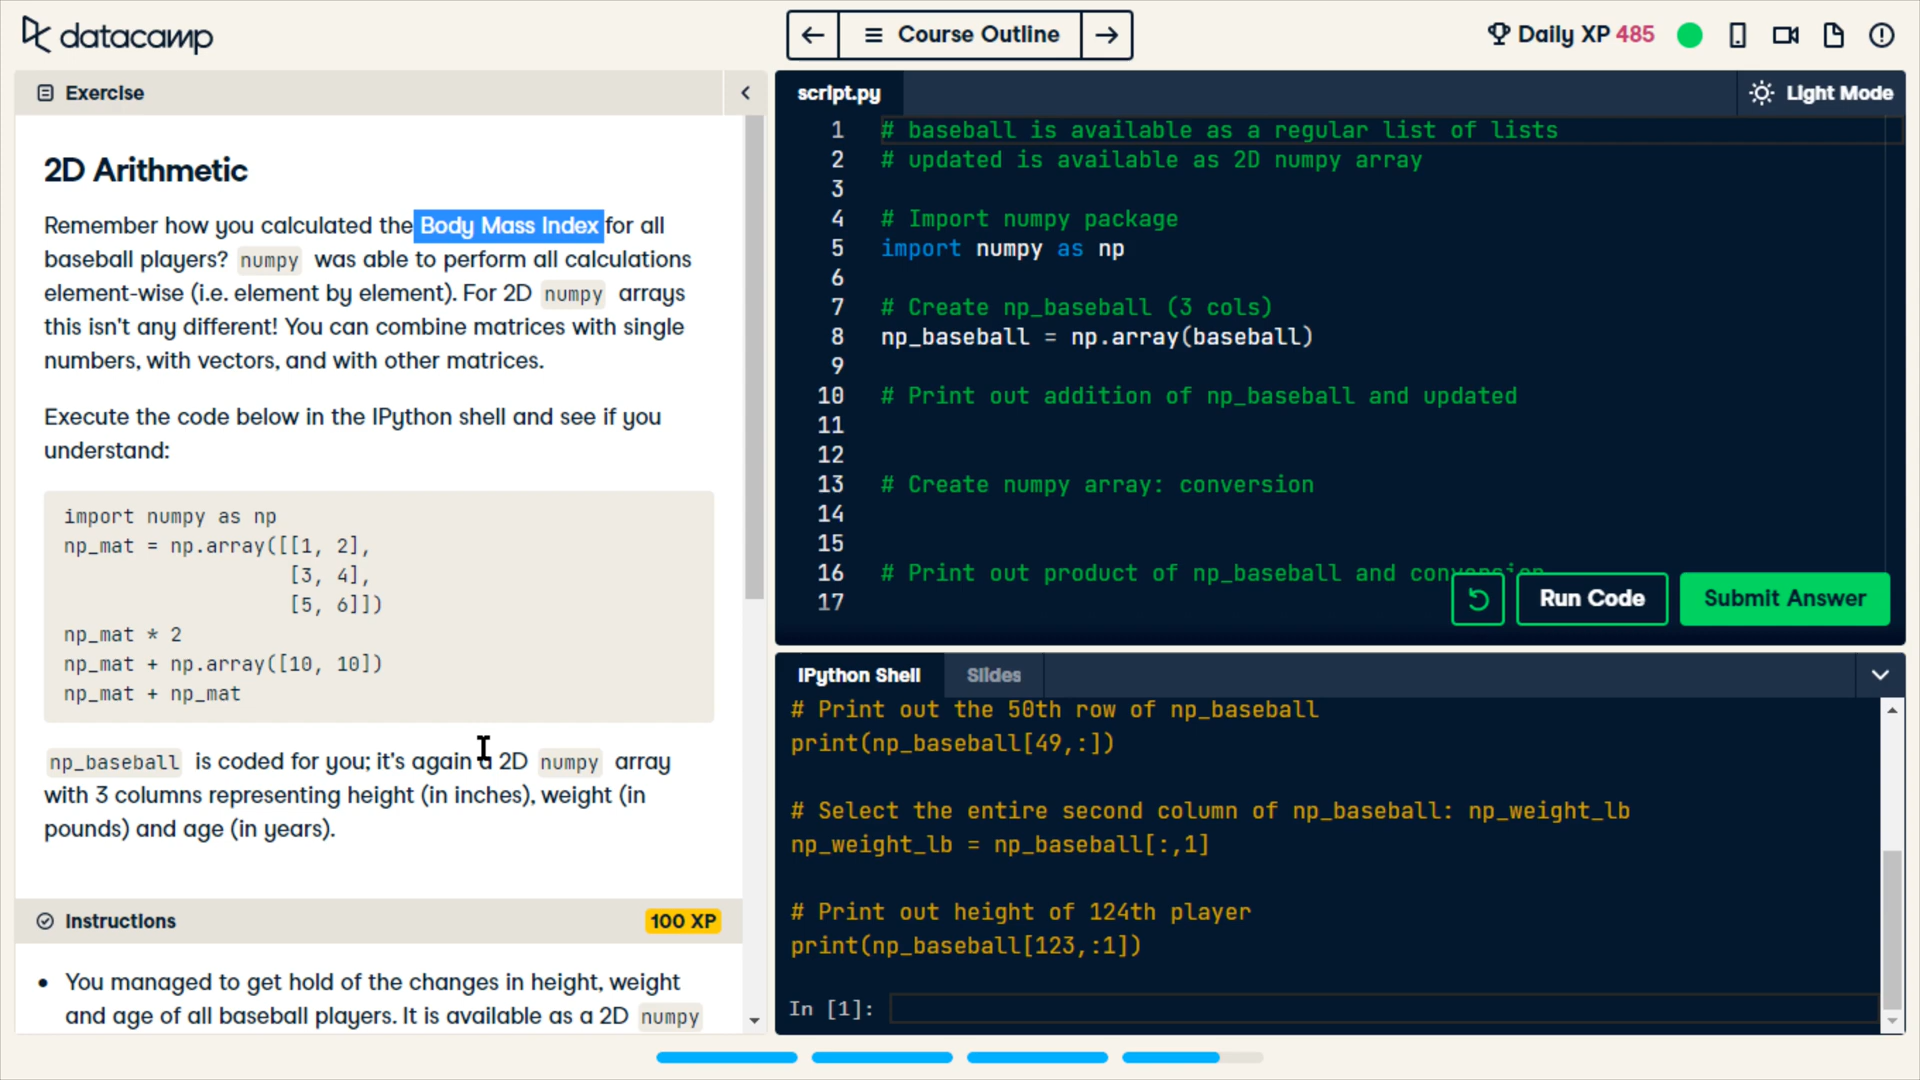 datacamp
Course Outline
Daily XP 485
Exercise
2D Arithmetic
Remember how you calculated the Body Mass Index for all
baseball players? numpy was able to perform all calculations
element-wise (i.e. element by element). For 2D numpy arrays
this isn't any different! You can combine matrices with single
numbers, with vectors, and with other matrices.
Execute the code below in the IPython shell and see if you
understand:
import numpy as np
np_mat = np.array([[1, 2],
[3, 4],
[5, 6]])
np_mat * 2
np_mat + np.array([10, 10])
np_mat + np_mat
np_baseball is coded for you; it's again a 2D numpy array
with 3 columns representing height (in inches), weight (in
pounds) and age (in years).
Instructions
100 XP
• You managed to get hold of the changes in height, weight
and age of all baseball players. It is available as a 2D numpy
script.py
Light Mode
1 # baseball is available as a regular list of lists
2 # updated is available as 2D numpy array
3
4 # Import numpy package
5 import numpy as np
6
7 # Create np_baseball (3 cols)
8 np_baseball = np.array(baseball)
9
10 # Print out addition of np_baseball and updated
11
12
13 # Create numpy array: conversion
14
15
16 # Print out product of np_baseball and conversion
17
Run Code
Submit Answer
IPython Shell
Slides
# Print out the 50th row of np_baseball
print(np_baseball[49,:])
# Select the entire second column of np_baseball: np_weight_lb
np_weight_lb = np_baseball[:,1]
# Print out height of 124th player
print(np_baseball[123,:1])
In [1]: